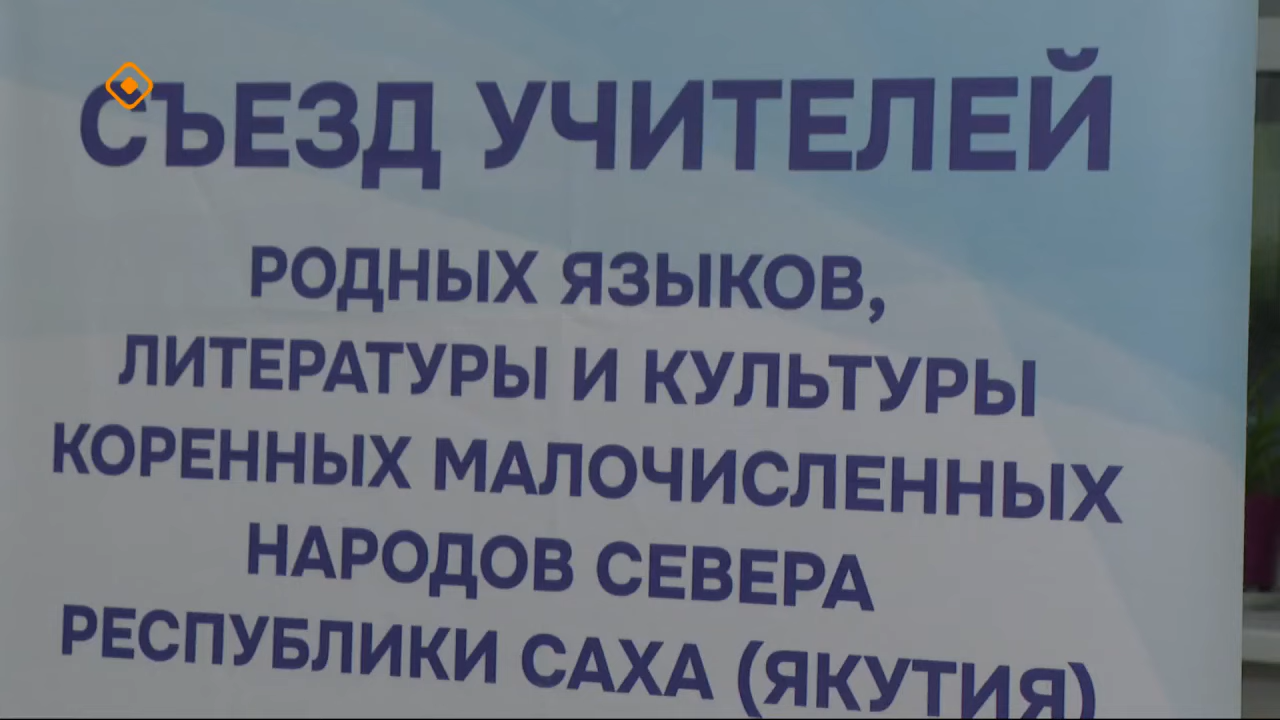 СЪЕЗД УЧИТЕЛЕЙ
РОДНЫХ ЯЗЫКОВ,
ЛИТЕРАТУРЫ И КУЛЬТУРЫ
КОРЕННЫХ МАЛОЧИСЛЕННЫХ
НАРОДОВ СЕВЕРА
РЕСПУБЛИКИ САХА (ЯКУТИЯ)